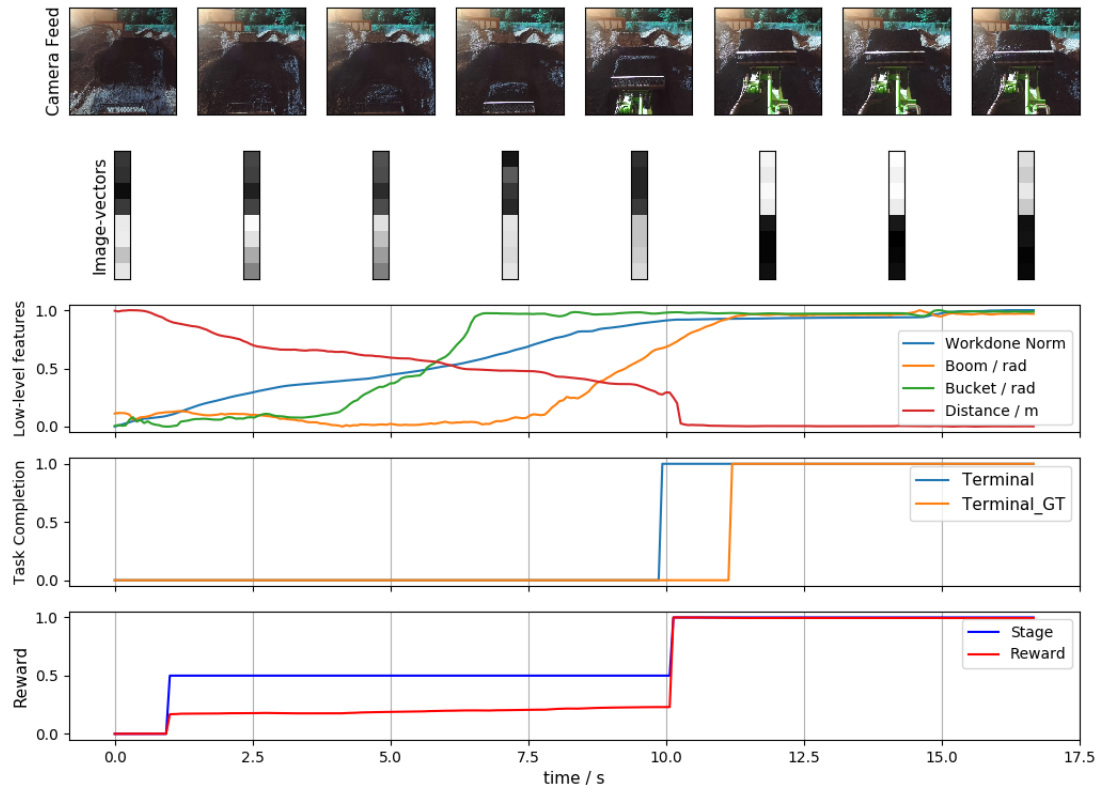 Camera Feed
Image-vectors
Low-level features
1.0
0.5
0.0
Workdone Norm
Boom / rad
Bucket / rad
Distance / m
Task Completion
1.0
0.5
0.0
Terminal
Terminal_GT
Reward
1.0
0.5
0.0
Stage
Reward
0.0 2.5 5.0 7.5 10.0 12.5 15.0 17.5
time / s